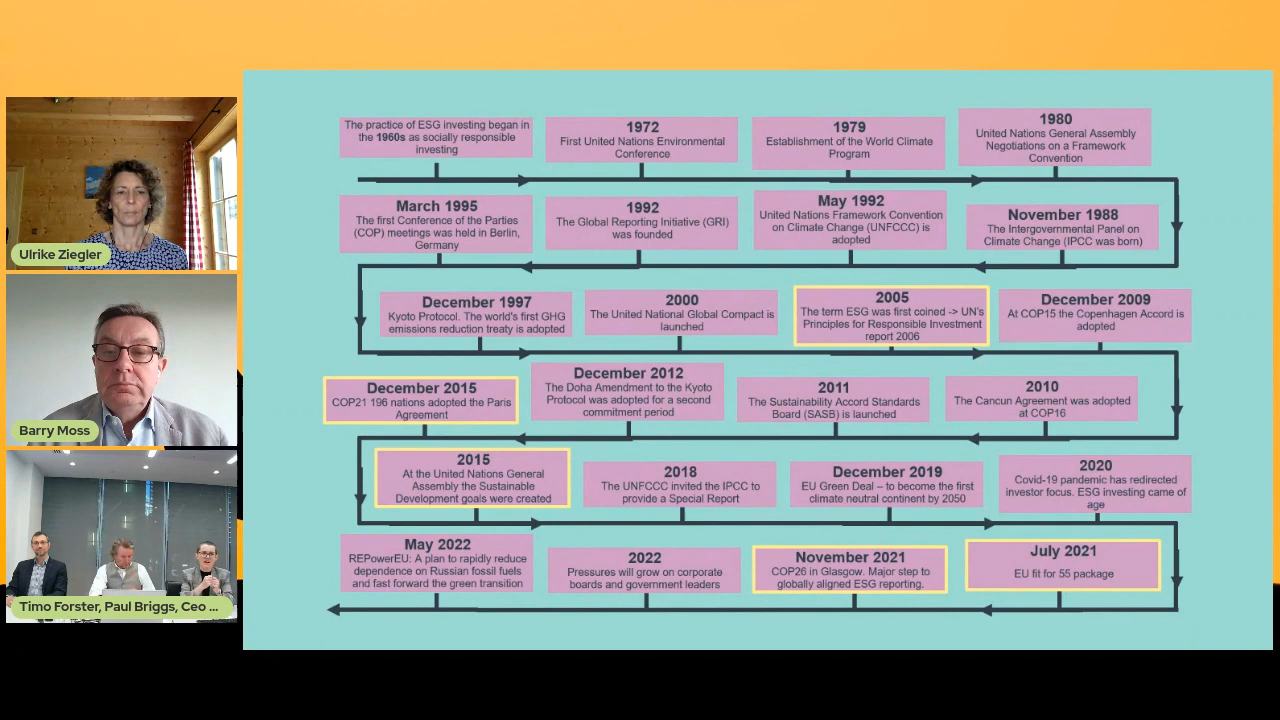 Ulrike Ziegler
Barry Moss
Timo Forster, Paul Briggs, Ceo ...
The practice of ESG investing began in
the 1960s as socially responsible
investing
1972
First United Nations Environmental
Conference
1979
Establishment of the World Climate
Program
1980
United Nations General Assembly
Negotiations on a Framework
Convention
March 1995
The first Conference of the Parties
(COP) meetings was held in Berlin,
Germany
1992
The Global Reporting Initiative (GRI)
was founded
May 1992
United Nations Framework Convention
on Climate Change (UNFCCC) is
adopted
November 1988
The Intergovernmental Panel on
Climate Change (IPCC was born)
December 1997
Kyoto Protocol. The world's first GHG
emissions reduction treaty is adopted
2000
The United National Global Compact is
launched
2005
The term ESG was first coined -> UN's
Principles for Responsible Investment
report 2006
December 2009
At COP15 the Copenhagen Accord is
adopted
December 2015
COP21 196 nations adopted the Paris
Agreement
December 2012
The Doha Amendment to the Kyoto
Protocol was adopted for a second
commitment period
2011
The Sustainability Accord Standards
Board (SASB) is launched
2010
The Cancun Agreement was adopted
at COP16
2015
At the United Nations General
Assembly the Sustainable
Development goals were created
2018
The UNFCCC invited the IPCC to
provide a Special Report
December 2019
EU Green Deal – to become the first
climate neutral continent by 2050
2020
Covid-19 pandemic has redirected
investor focus. ESG investing came of
age
May 2022
REPowerEU: A plan to rapidly reduce
dependence on Russian fossil fuels
and fast forward the green transition
2022
Pressures will grow on corporate
boards and government leaders
November 2021
COP26 in Glasgow. Major step to
globally aligned ESG reporting.
July 2021
EU fit for 55 package